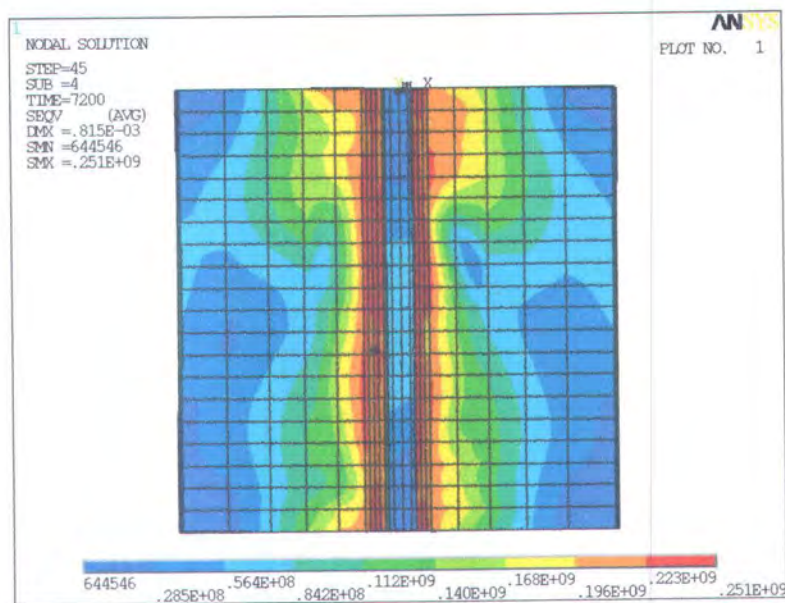 1
ANSYS
NODAL SOLUTION
PLOT NO. 1
STEP=45
SUB =4
TIME=7200
SEQV (AVG)
DMX =.815E-03
SMN =644546
SMX =.251E+09
X
644546 .564E+08 .112E+09 .168E+09 .223E+09
.285E+08 .842E+08 .140E+09 .196E+09 .251E+09